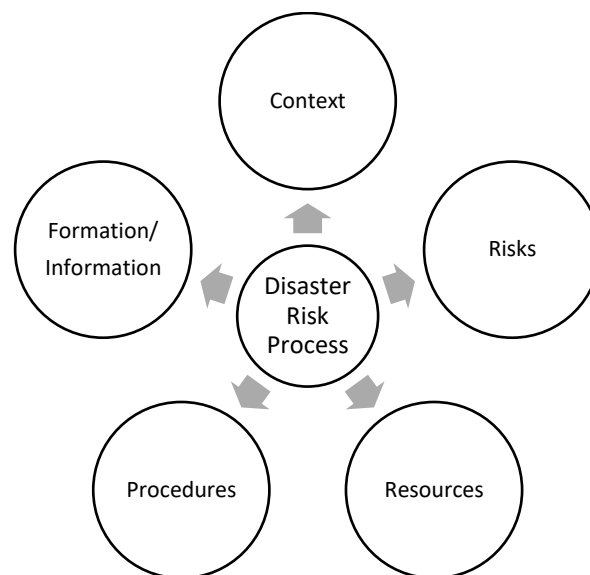 Context
Formation/
Information
Risks
Disaster
Risk
Process
Procedures
Resources